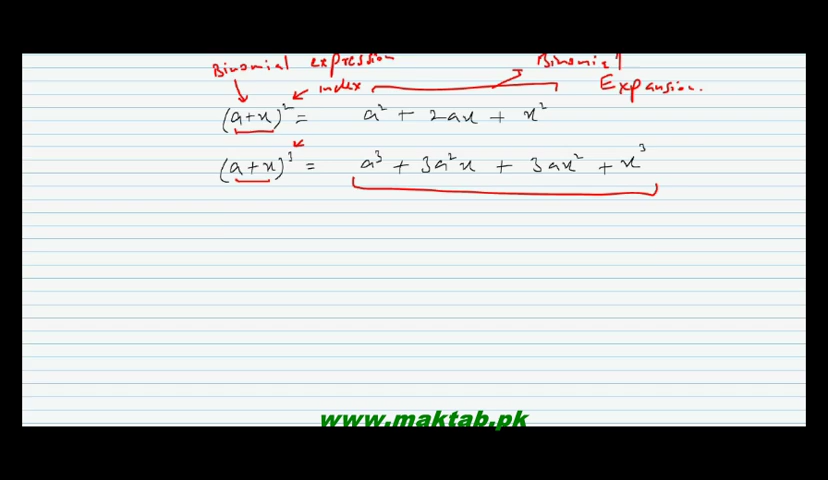 Binomial expression
Binomial
index
Expansion.
(a+x)² = a² + 2ax + x²
(a+x)³ = a³ + 3a²x + 3ax² + x³
www.maktab.pk